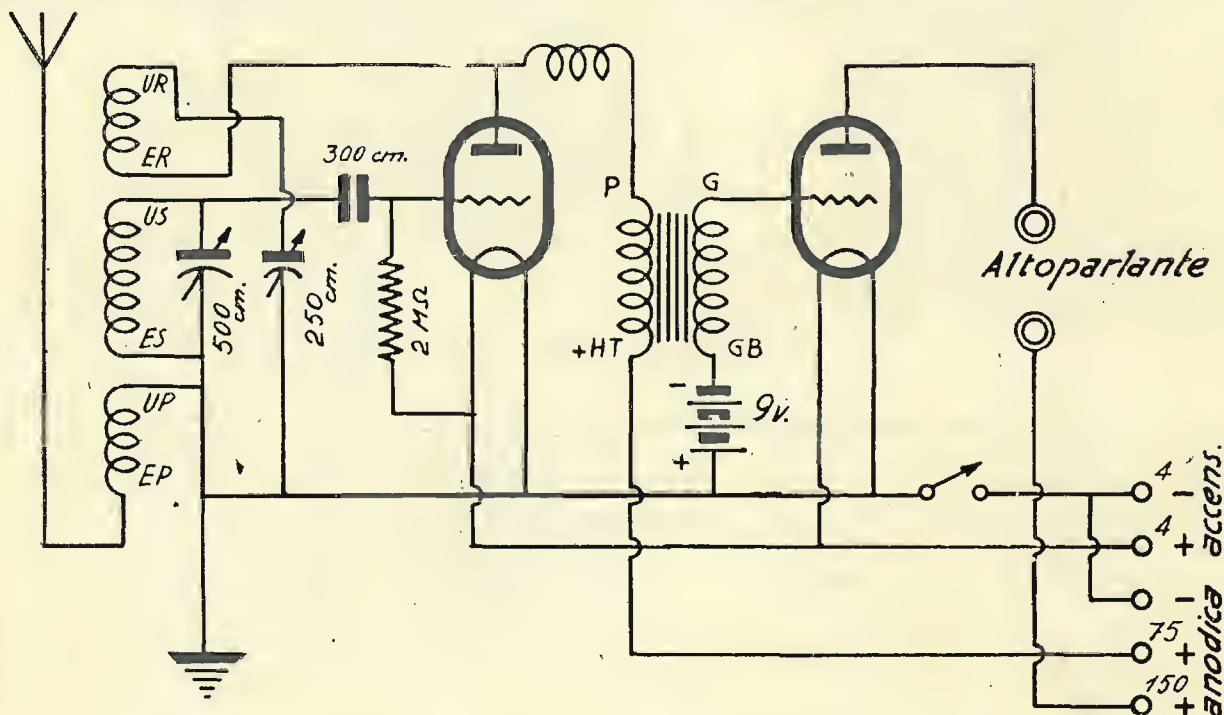 UR
ER
300 cm.
P
G
US
ES
500 cm.
250 cm.
2 MΩ
Altoparlante
+HT
GB
-
9v.
+
UP
EP
4 -
4 +
accens.
-
75 +
150 +
anodica